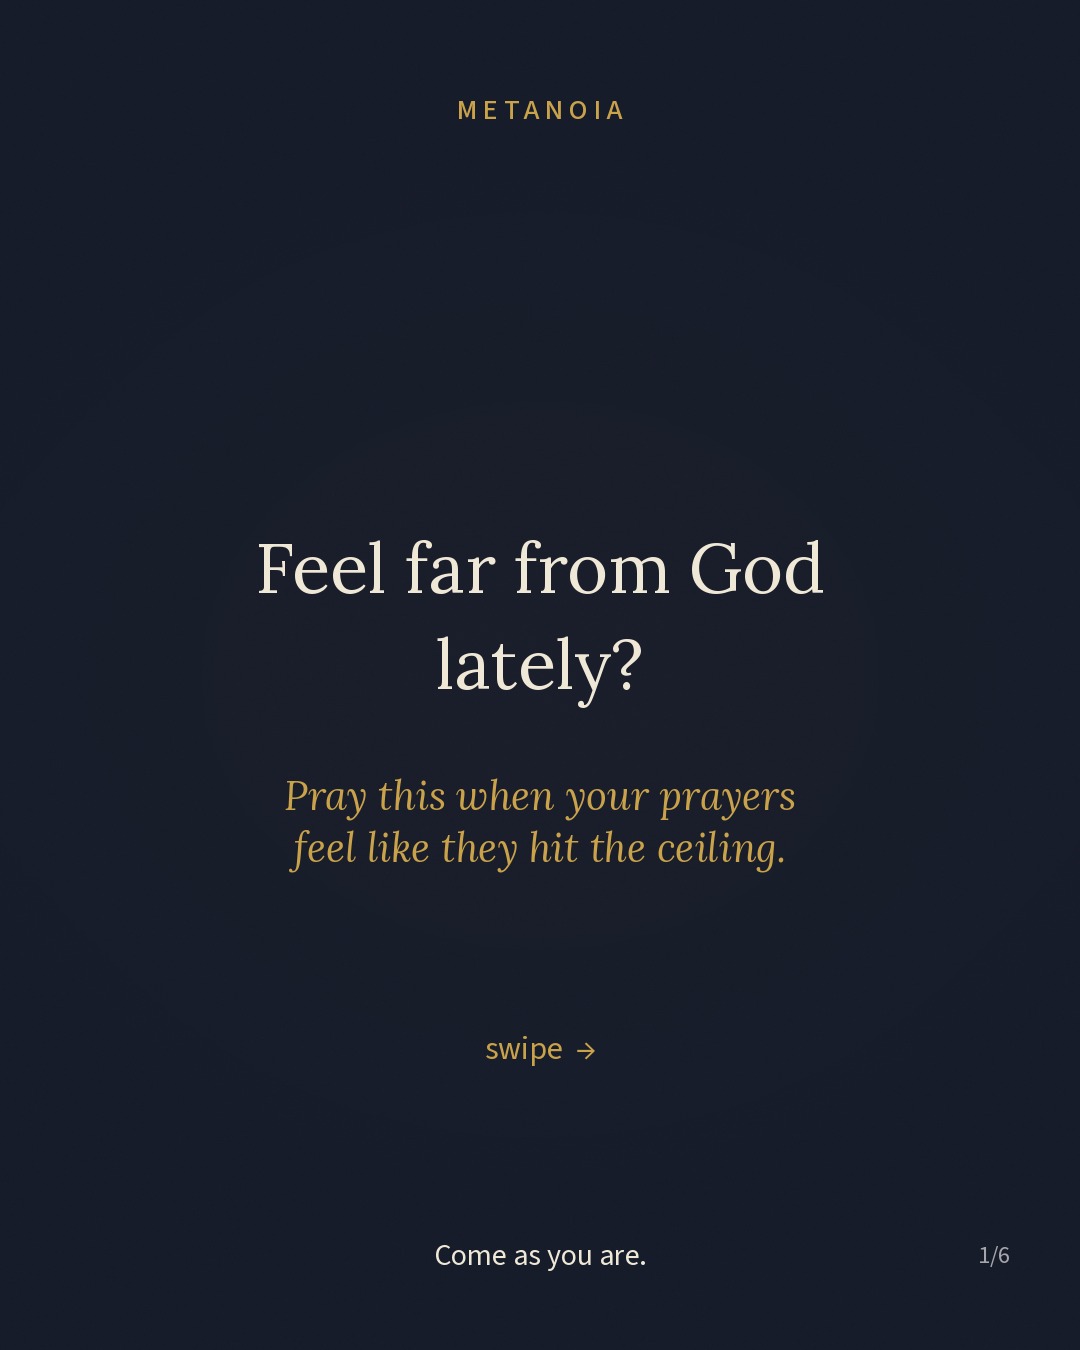 METANOIA
Feel far from God
lately?
Pray this when your prayers
feel like they hit the ceiling.
swipe →
Come as you are.
1/6